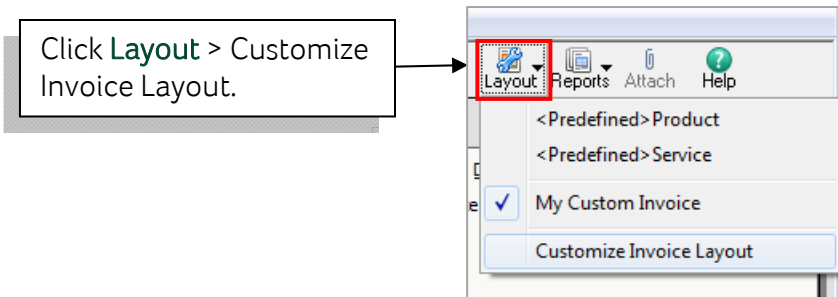 Click Layout > Customize
Invoice Layout.
Layout Reports Attach Help
<Predefined>Product
<Predefined>Service
My Custom Invoice
Customize Invoice Layout